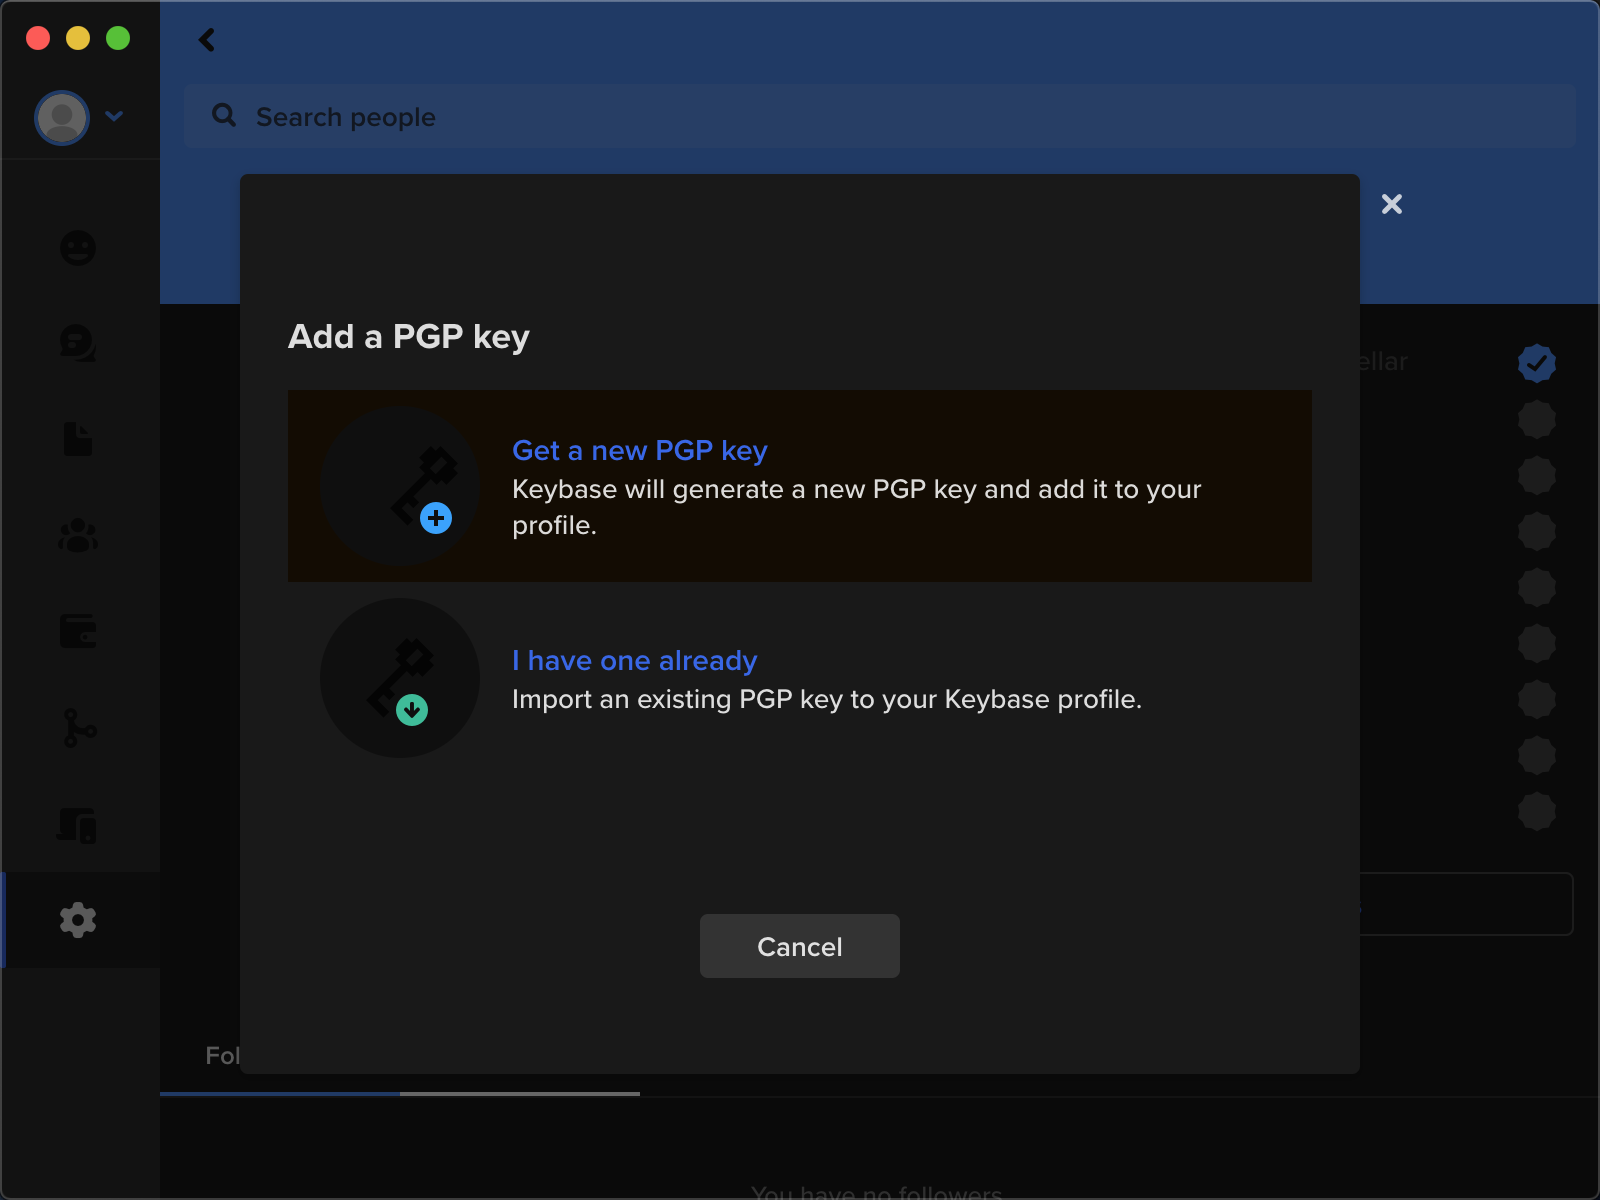 Search people
Add a PGP key
ellar
Get a new PGP key
Keybase will generate a new PGP key and add it to your
profile.
I have one already
Import an existing PGP key to your Keybase profile.
Cancel
Fol
You have no followers